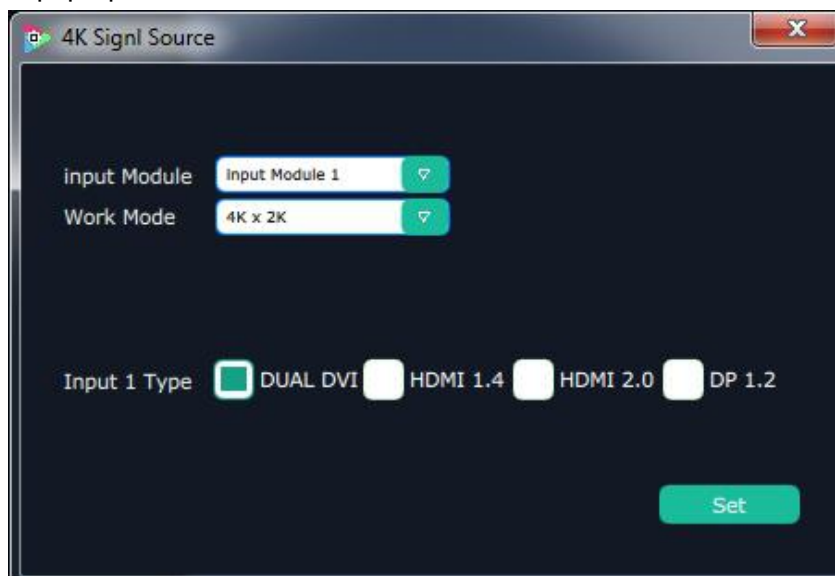 4K Signl Source
input Module Input Module 1
Work Mode 4K x 2K
Input 1 Type DUAL DVI HDMI 1.4 HDMI 2.0 DP 1.2
Set